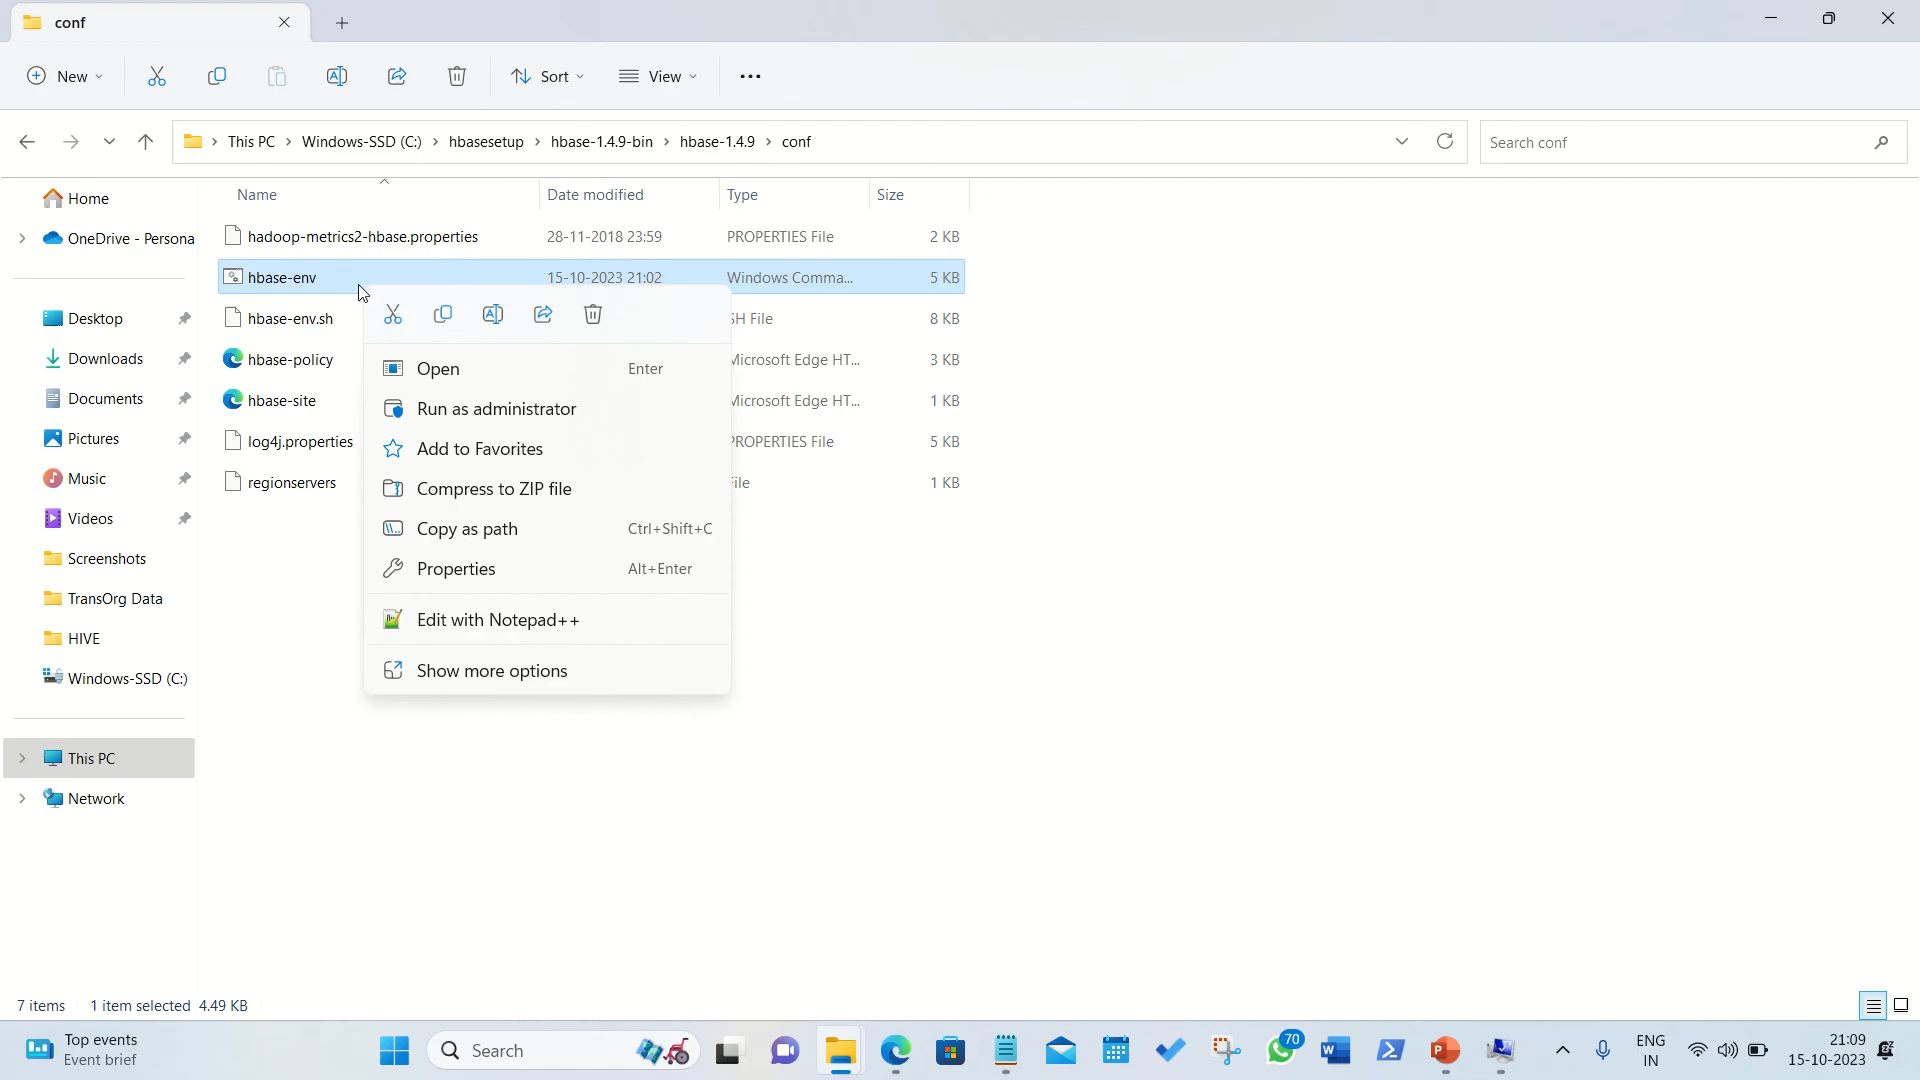 conf
New
Sort
View
This PC
Windows-SSD (C:)
hbasesetup
hbase-1.4.9-bin
hbase-1.4.9
conf
Search conf
Name
Date modified
Type
Size
Home
OneDrive - Persona
Desktop
Downloads
Documents
Pictures
Music
Videos
Screenshots
TransOrg Data
HIVE
Windows-SSD (C:)
This PC
Network
hadoop-metrics2-hbase.properties 28-11-2018 23:59 PROPERTIES File 2 KB
hbase-env 15-10-2023 21:02 Windows Comma... 5 KB
hbase-env.sh SH File 8 KB
hbase-policy Microsoft Edge HT... 3 KB
hbase-site Microsoft Edge HT... 1 KB
log4j.properties PROPERTIES File 5 KB
regionservers File 1 KB
Open Enter
Run as administrator
Add to Favorites
Compress to ZIP file
Copy as path Ctrl+Shift+C
Properties Alt+Enter
Edit with Notepad++
Show more options
7 items 1 item selected 4.49 KB
Top events
Event brief
Search
70
ENG
IN
21:09
15-10-2023